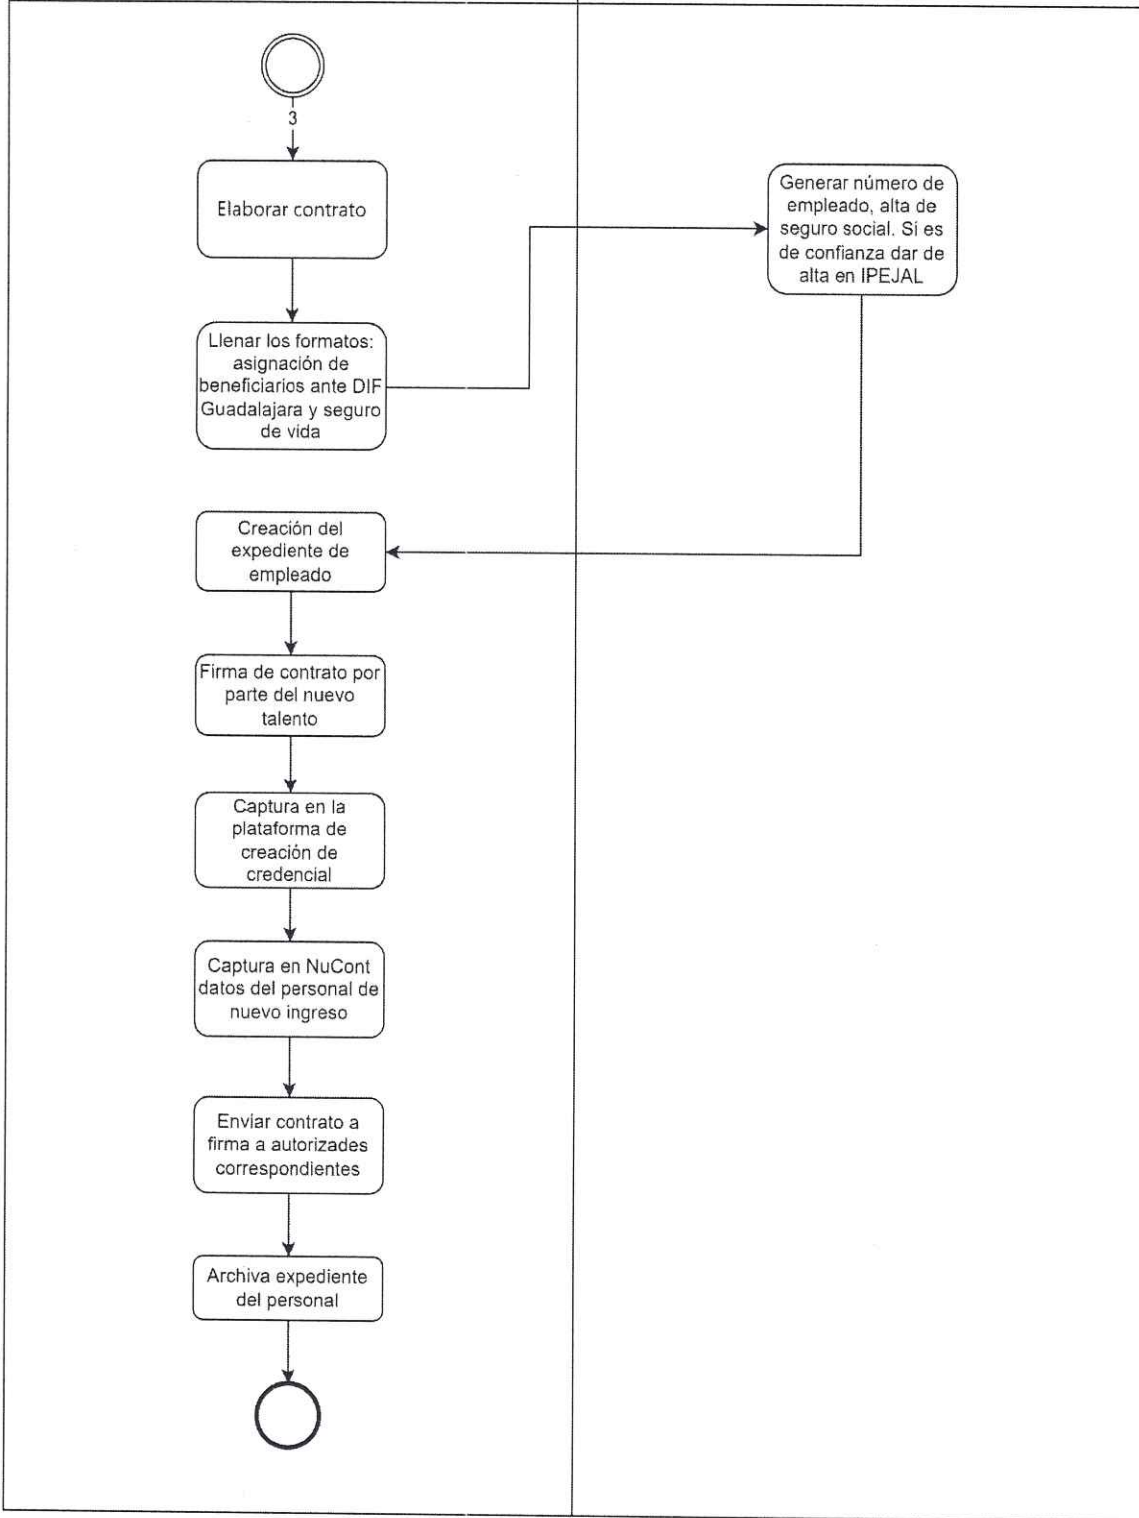 3
Elaborar contrato
Generar número de
empleado, alta de
seguro social. Si es
de confianza dar de
alta en IPEJAL
Llenar los formatos:
asignación de
beneficiarios ante DIF
Guadalajara y seguro
de vida
Creación del
expediente de
empleado
Firma de contrato por
parte del nuevo
talento
Captura en la
plataforma de
creación de
credencial
Captura en NuCont
datos del personal de
nuevo ingreso
Enviar contrato a
firma a autorizades
correspondientes
Archiva expediente
del personal